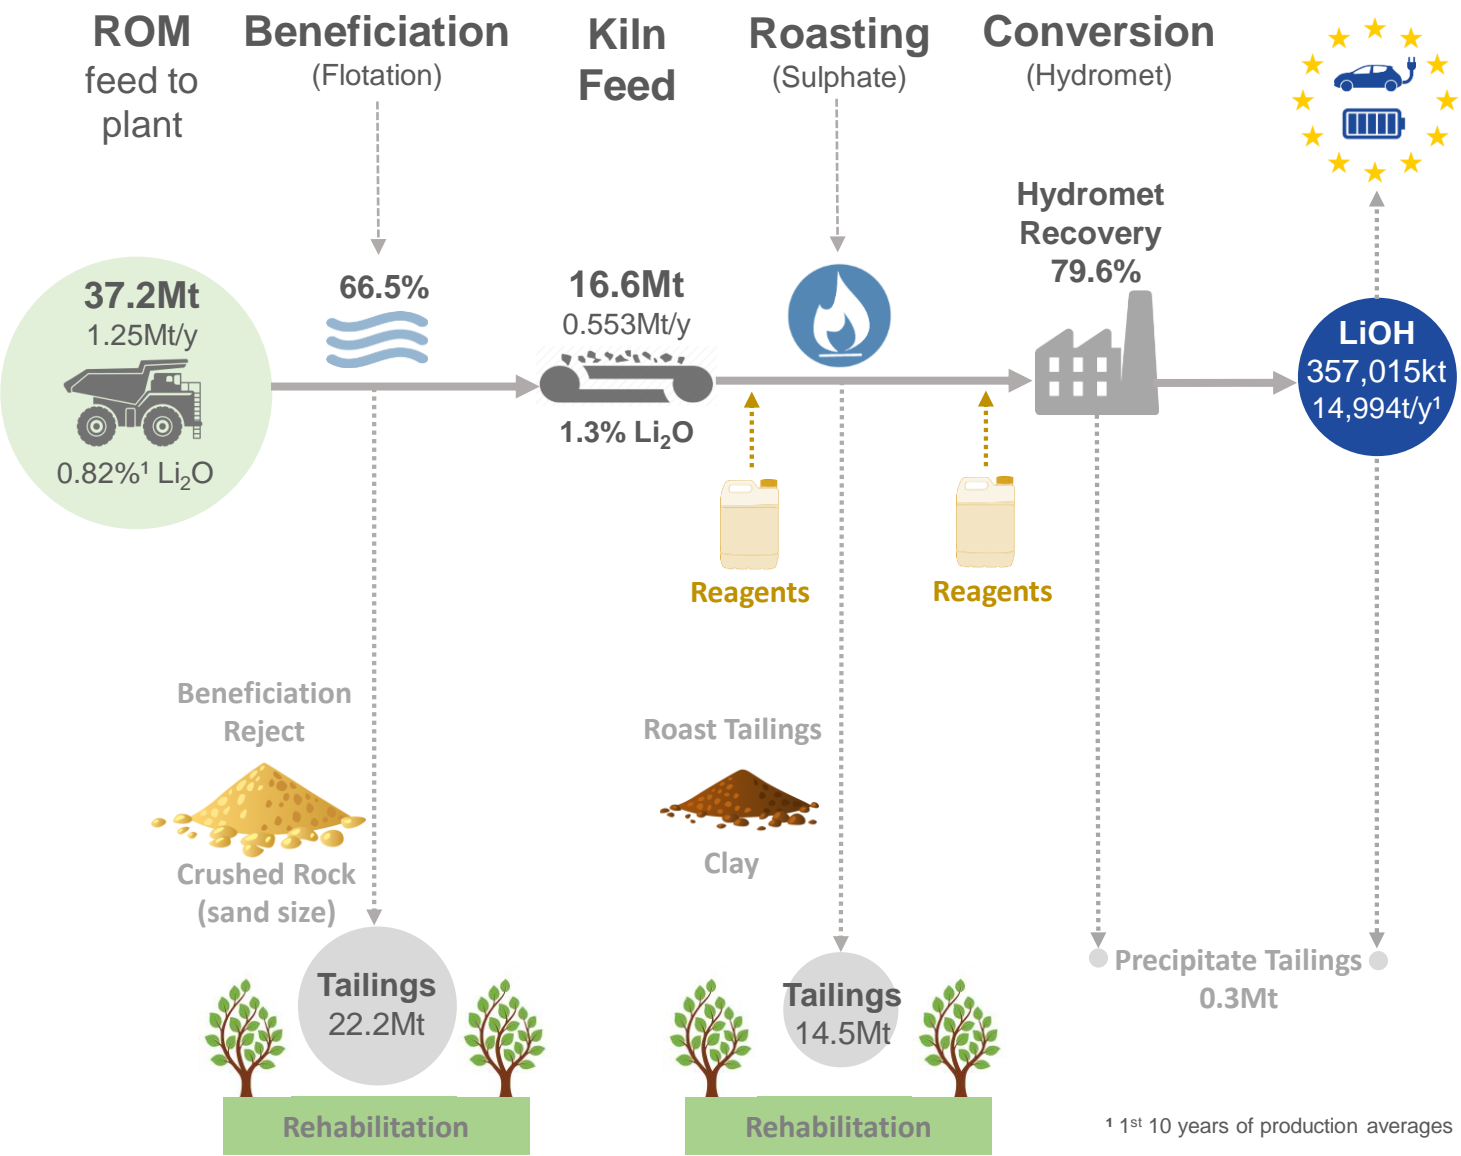 ROM
feed to
plant
Beneficiation
(Flotation)
Kiln
Feed
Roasting
(Sulphate)
Conversion
(Hydromet)
Hydromet
Recovery
79.6%
37.2Mt
1.25Mt/y
0.82%¹ Li₂O
66.5%
16.6Mt
0.553Mt/y
1.3% Li₂O
LiOH
357,015kt
14,994t/y¹
Reagents
Reagents
Beneficiation
Reject
Crushed Rock
(sand size)
Roast Tailings
Clay
Tailings
22.2Mt
Tailings
14.5Mt
Precipitate Tailings
0.3Mt
Rehabilitation
Rehabilitation
¹ 1st 10 years of production averages